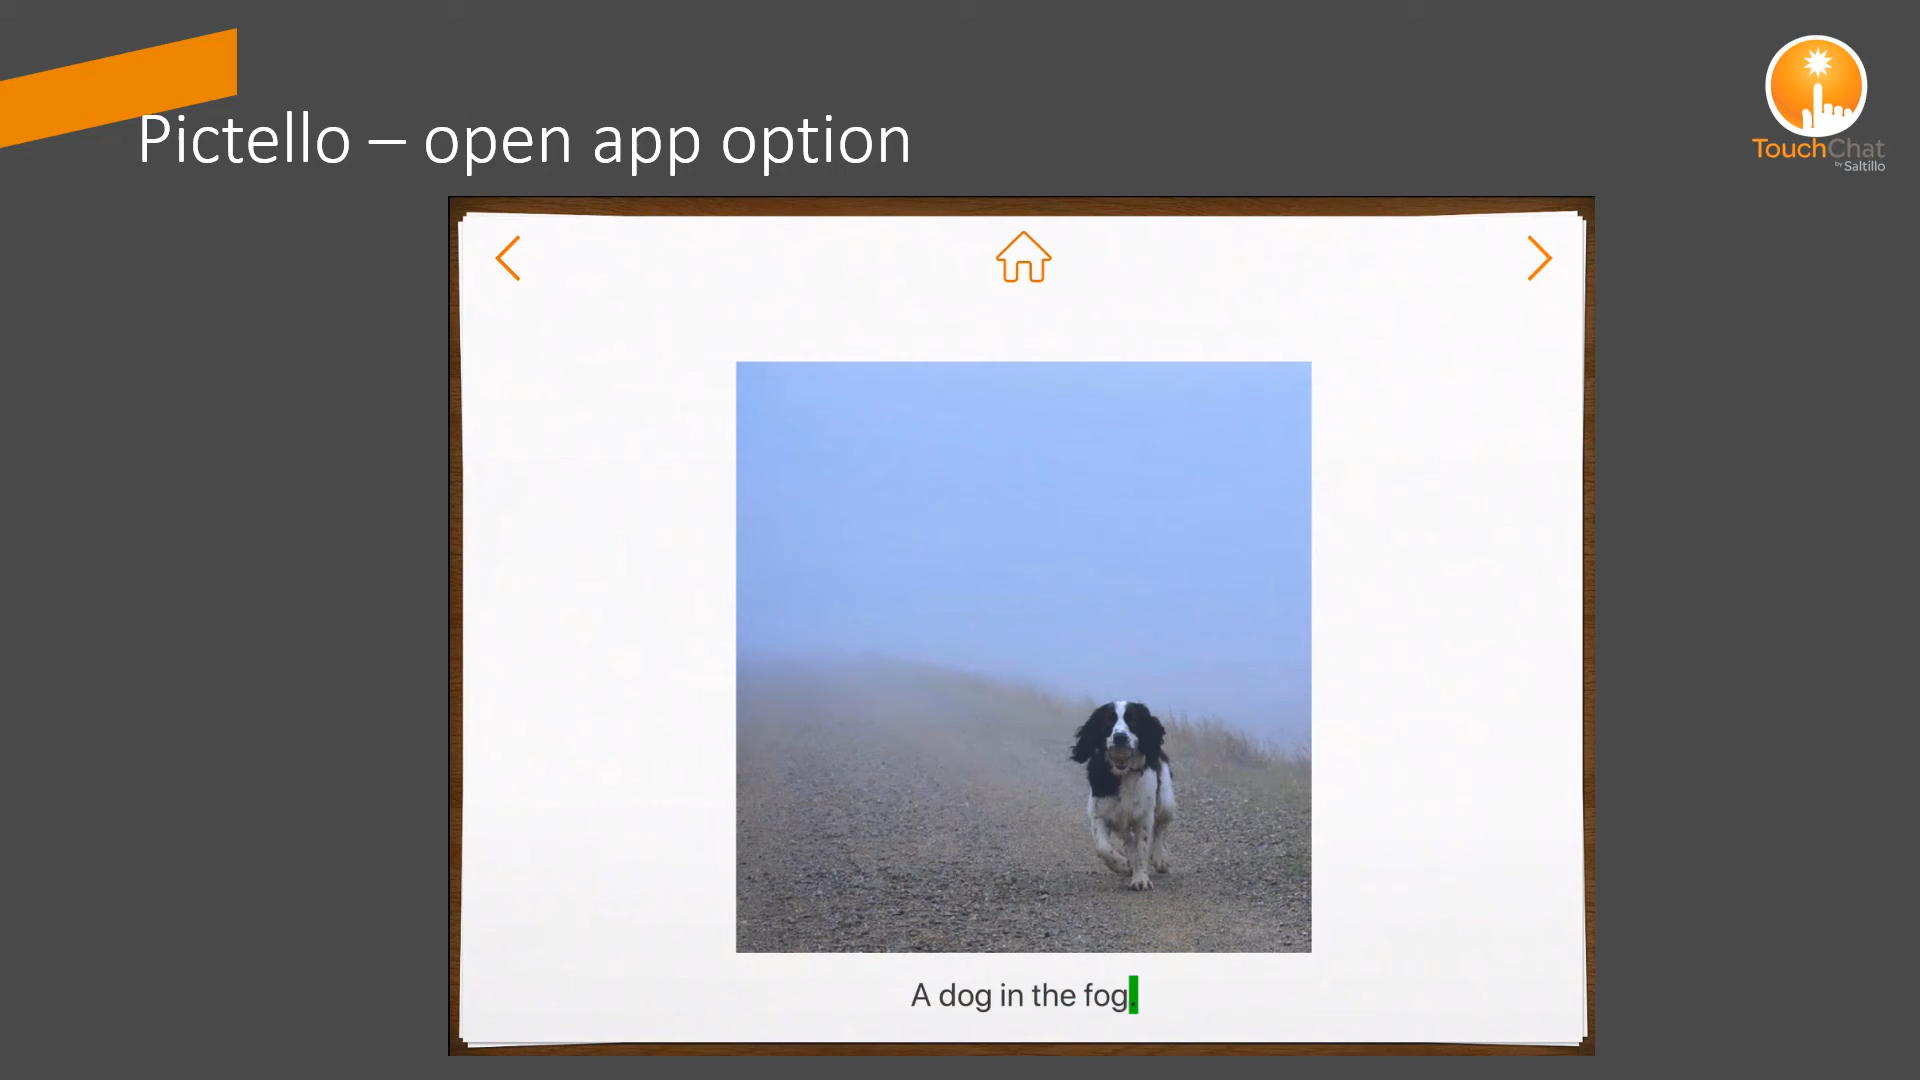 Pictello – open app option
TouchChat
by Saltillo
A dog in the fog.